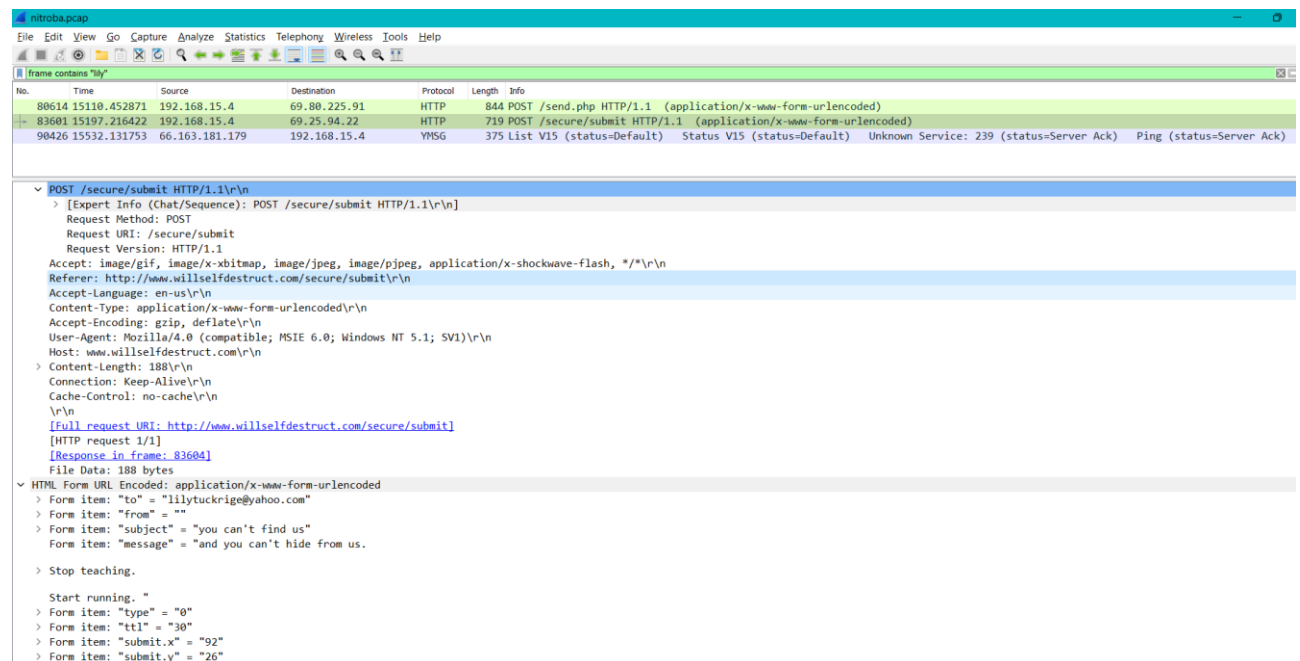 nitroba.pcap
File Edit View Go Capture Analyze Statistics Telephony Wireless Tools Help
frame contains "lily"
No. Time Source Destination Protocol Length Info
80614 15110.452871 192.168.15.4 69.80.225.91 HTTP 844 POST /send.php HTTP/1.1 (application/x-www-form-urlencoded)
83601 15197.216422 192.168.15.4 69.25.94.22 HTTP 719 POST /secure/submit HTTP/1.1 (application/x-www-form-urlencoded)
90426 15532.131753 66.163.181.179 192.168.15.4 YMSG 375 List V15 (status=Default) Status V15 (status=Default) Unknown Service: 239 (status=Server Ack) Ping (status=Server Ack)
POST /secure/submit HTTP/1.1\r\n
[Expert Info (Chat/Sequence): POST /secure/submit HTTP/1.1\r\n]
Request Method: POST
Request URI: /secure/submit
Request Version: HTTP/1.1
Accept: image/gif, image/x-xbitmap, image/jpeg, image/pjpeg, application/x-shockwave-flash, */*\r\n
Referer: http://www.willselfdestruct.com/secure/submit\r\n
Accept-Language: en-us\r\n
Content-Type: application/x-www-form-urlencoded\r\n
Accept-Encoding: gzip, deflate\r\n
User-Agent: Mozilla/4.0 (compatible; MSIE 6.0; Windows NT 5.1; SV1)\r\n
Host: www.willselfdestruct.com\r\n
Content-Length: 188\r\n
Connection: Keep-Alive\r\n
Cache-Control: no-cache\r\n
\r\n
[Full request URI: http://www.willselfdestruct.com/secure/submit]
[HTTP request 1/1]
[Response in frame: 83604]
File Data: 188 bytes
HTML Form URL Encoded: application/x-www-form-urlencoded
Form item: "to" = "lilytuckrige@yahoo.com"
Form item: "from" = ""
Form item: "subject" = "you can't find us"
Form item: "message" = "and you can't hide from us.
Stop teaching.
Start running. "
Form item: "type" = "0"
Form item: "ttl" = "30"
Form item: "submit.x" = "92"
Form item: "submit.y" = "26"